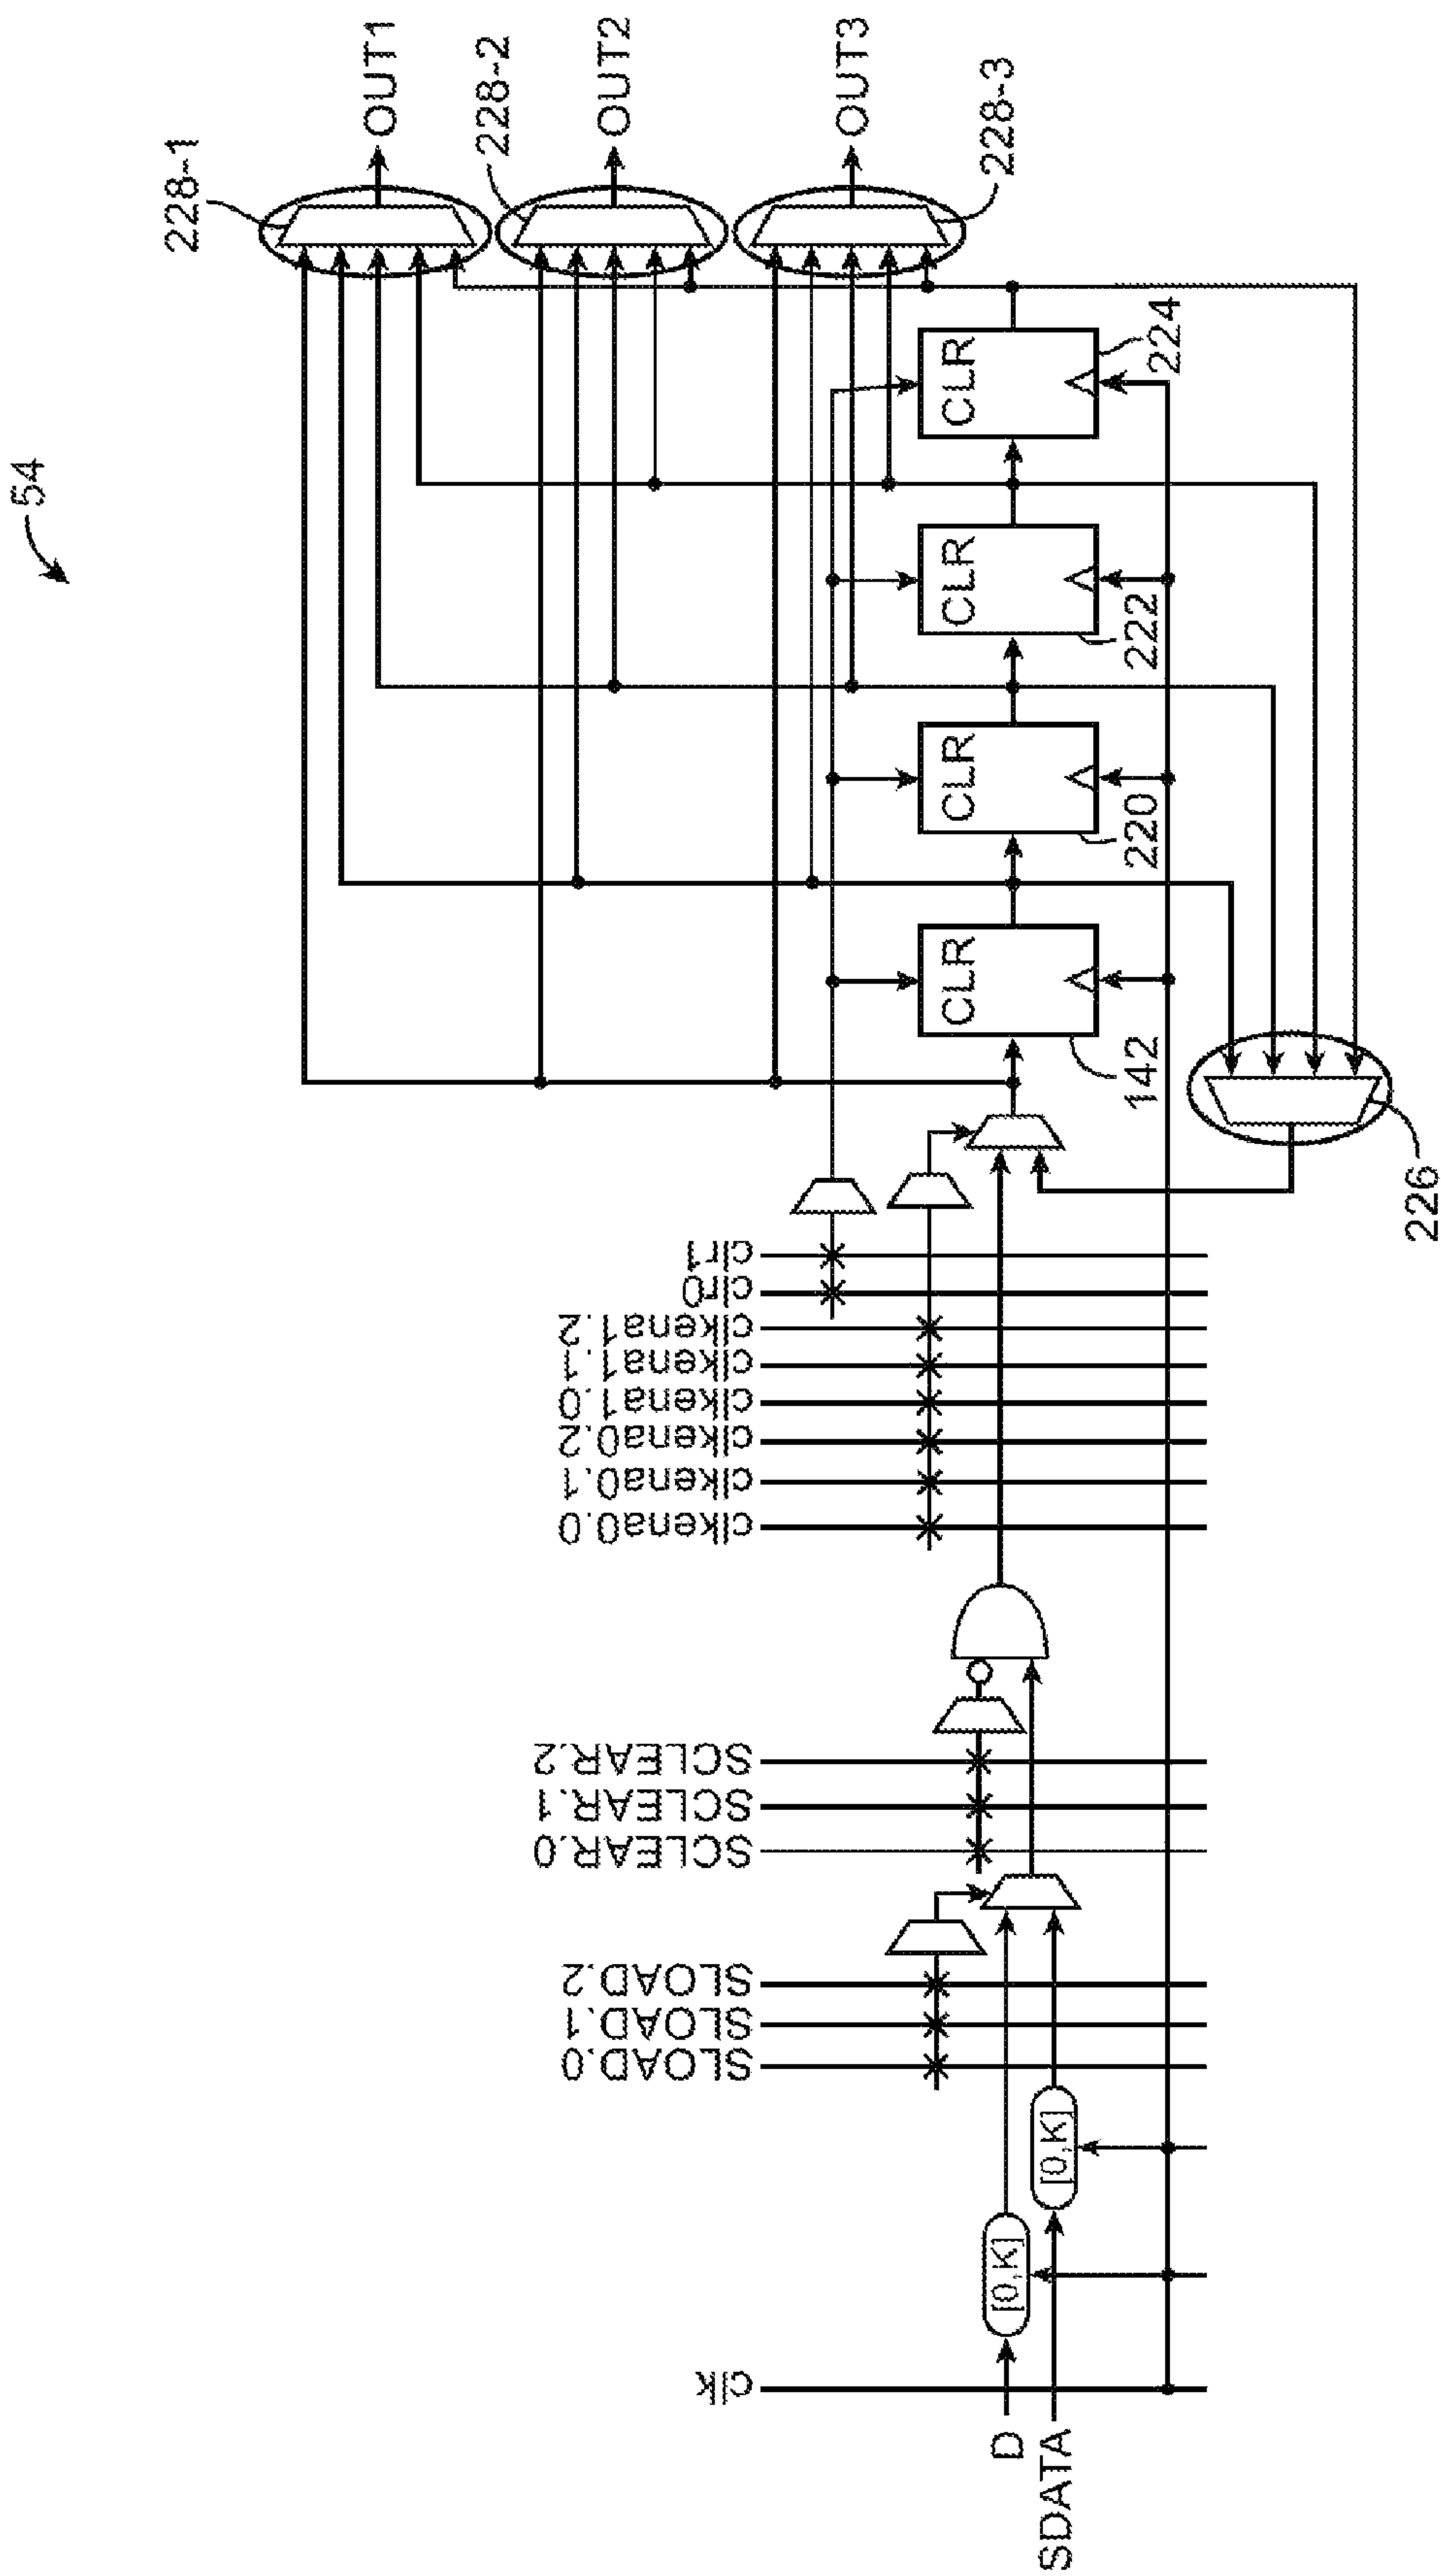 54
OUT1
228-1
OUT2
228-2
OUT3
228-3
CLR
224
CLR
222
CLR
220
CLR
142
226
clr1
clr0
clkena1.2
clkena1.1
clkena1.0
clkena0.2
clkena0.1
clkena0.0
SCLEAR.2
SCLEAR.1
SCLEAR.0
SLOAD.2
SLOAD.1
SLOAD.0
[0,K]
[0,K]
clk
D
SDATA